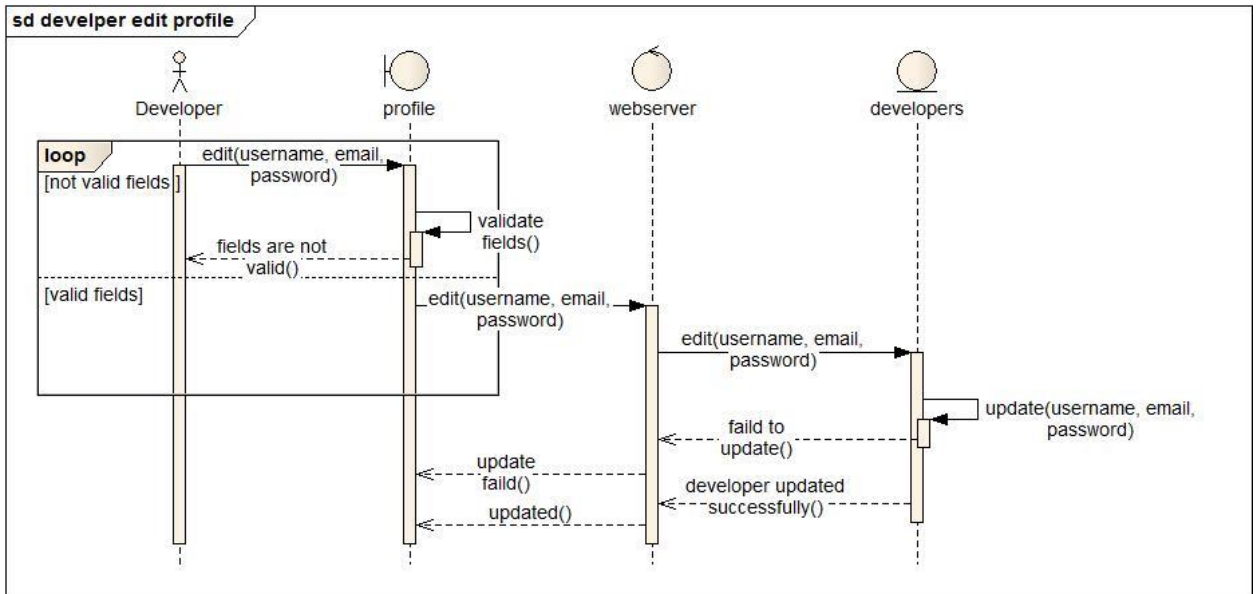 sd develper edit profile
Developer
profile
webserver
developers
loop
[not valid fields ]
edit(username, email,
password)
validate
fields()
fields are not
valid()
[valid fields]
edit(username, email,
password)
edit(username, email,
password)
update(username, email,
password)
faild to
update()
update
faild()
developer updated
successfully()
updated()